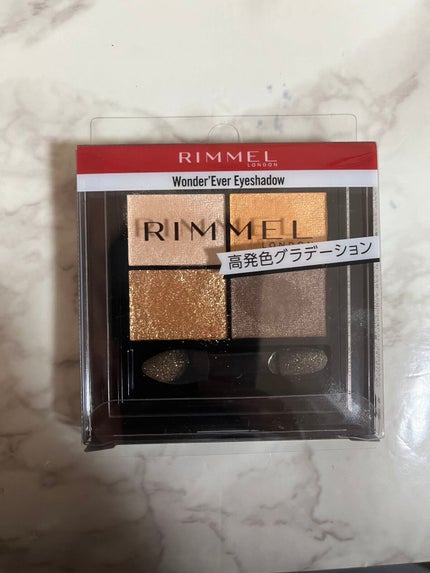 RIMMEL
LONDON
Wonder'Ever Eyeshadow
RIMMEL
LONDON
高発色グラデーション